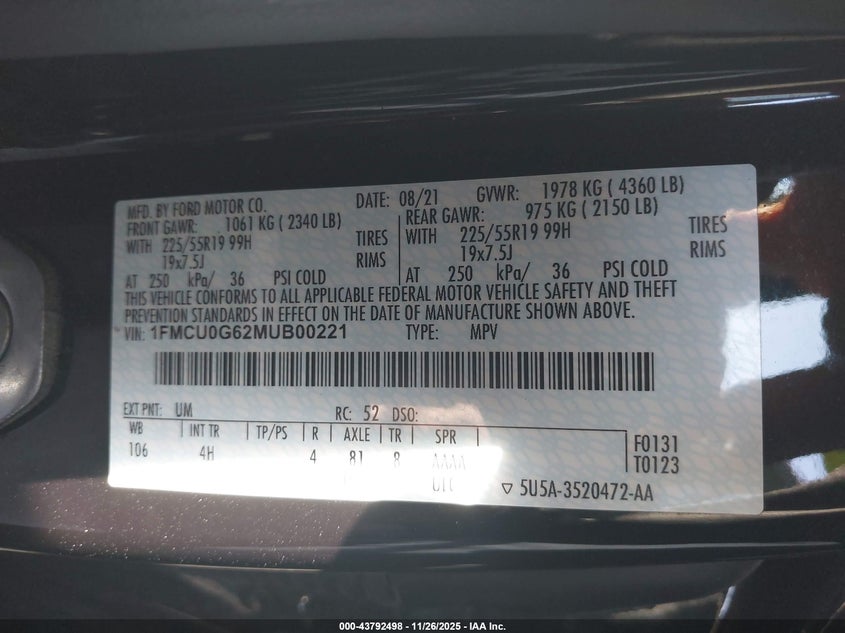 MFD. BY FORD MOTOR CO. DATE: 08/21 GVWR: 1978 KG ( 4360 LB)
FRONT GAWR: 1061 KG ( 2340 LB) REAR GAWR: 975 KG ( 2150 LB)
WITH 225/55R19 99H TIRES WITH 225/55R19 99H TIRES
19x7.5J RIMS 19x7.5J RIMS
AT 250 kPa/ 36 PSI COLD AT 250 kPa/ 36 PSI COLD
THIS VEHICLE CONFORMS TO ALL APPLICABLE FEDERAL MOTOR VEHICLE SAFETY AND THEFT
PREVENTION STANDARDS IN EFFECT ON THE DATE OF MANUFACTURE SHOWN ABOVE.
VIN: 1FMCU0G62MUB00221 TYPE: MPV
EXT PNT: UM RC: 52 DSO:
WB INT TR TP/PS R AXLE TR SPR F0131
106 4H 4 81 8 AAAA T0123
▽ 5U5A-3520472-AA
000-43792498 - 11/26/2025 - IAA Inc.